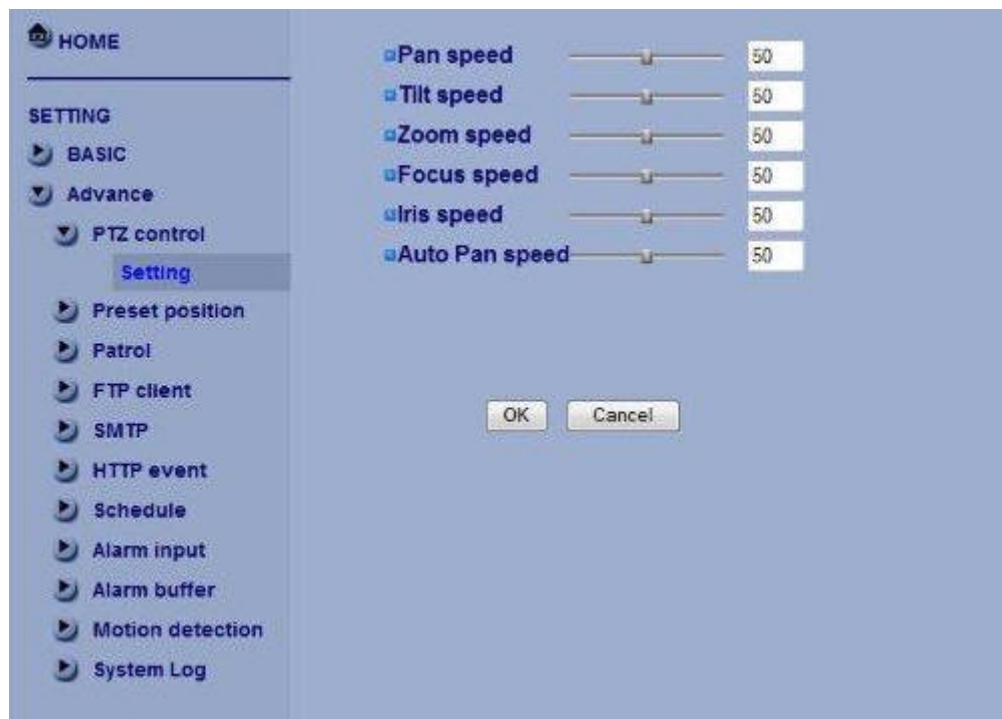 HOME
SETTING
BASIC
Advance
PTZ control
Setting
Preset position
Patrol
FTP client
SMTP
HTTP event
Schedule
Alarm input
Alarm buffer
Motion detection
System Log
Pan speed 50
Tilt speed 50
Zoom speed 50
Focus speed 50
Iris speed 50
Auto Pan speed 50
OK Cancel